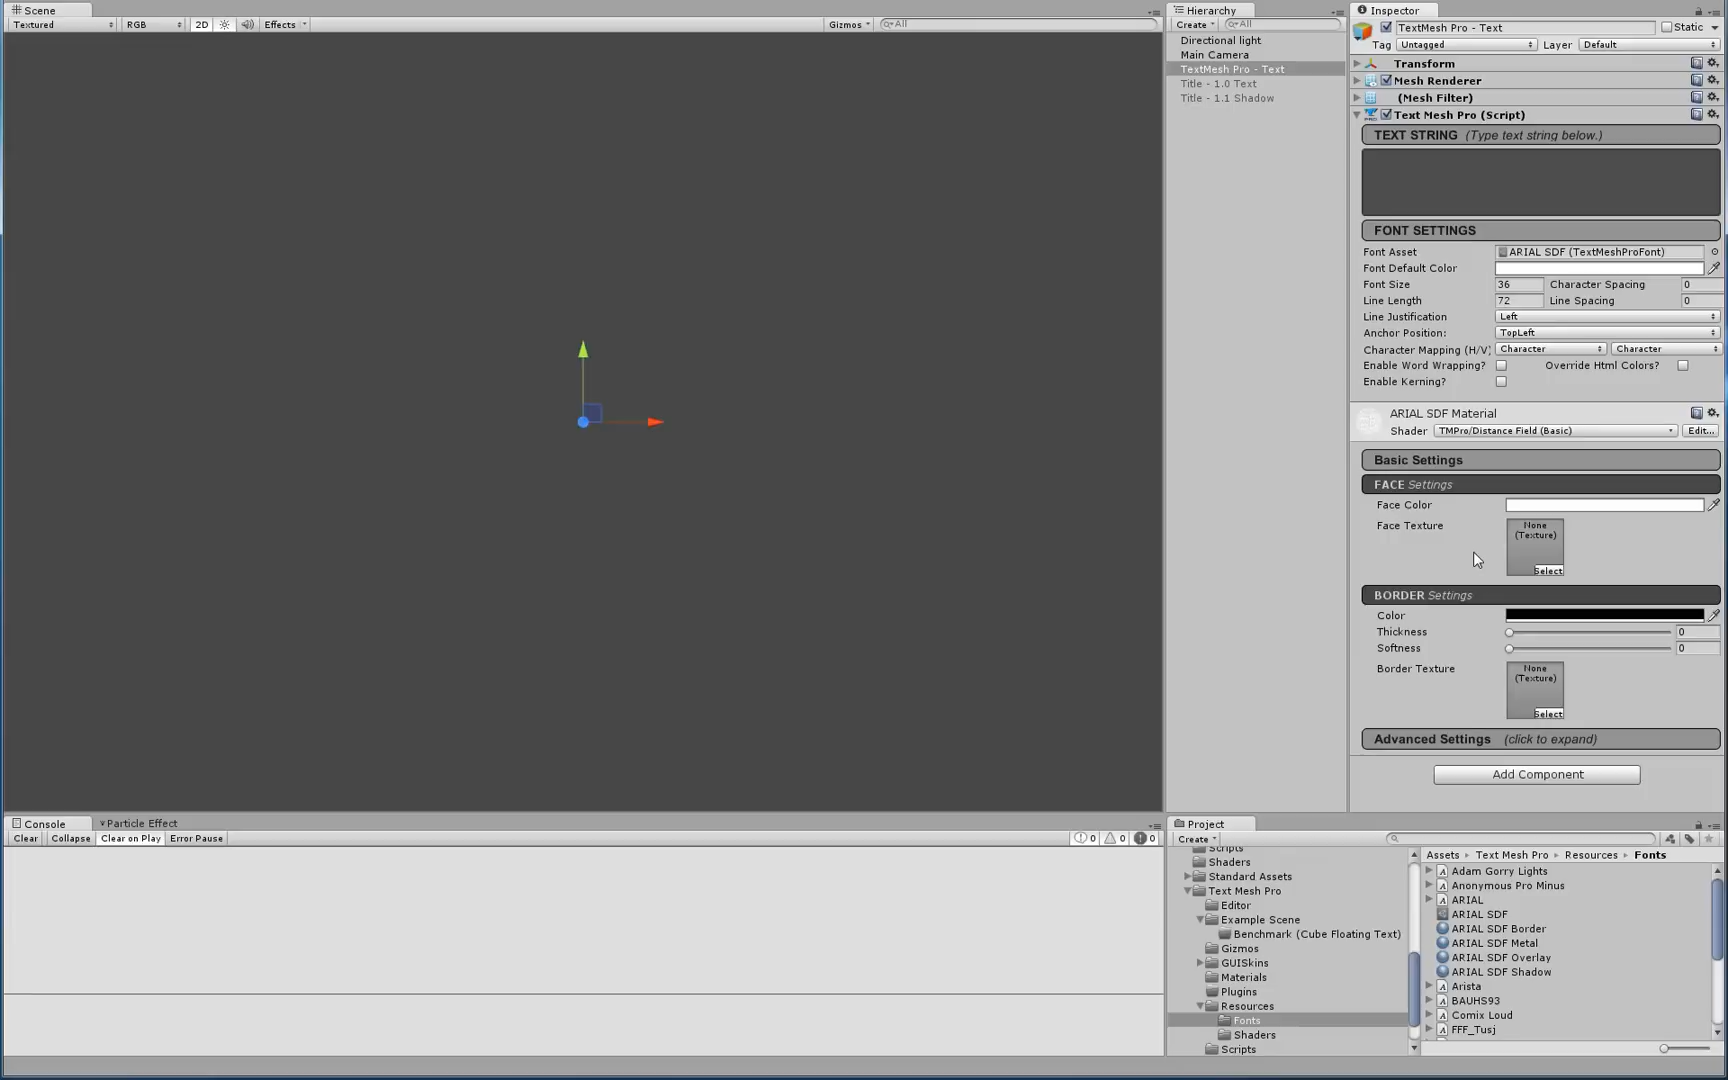 Scene
Textured RGB 2D Effects Gizmos All
Hierarchy
Create All
Directional light
Main Camera
TextMesh Pro - Text
Title - 1.0 Text
Title - 1.1 Shadow
Inspector
TextMesh Pro - Text Static
Tag Untagged Layer Default
Transform
Mesh Renderer
(Mesh Filter)
Text Mesh Pro (Script)
TEXT STRING (Type text string below.)
FONT SETTINGS
Font Asset ARIAL SDF (TextMeshProFont)
Font Default Color
Font Size 36 Character Spacing 0
Line Length 72 Line Spacing 0
Line Justification Left
Anchor Position: TopLeft
Character Mapping (H/V) Character Character
Enable Word Wrapping? Override Html Colors?
Enable Kerning?
ARIAL SDF Material
Shader TMPro/Distance Field (Basic) Edit...
Basic Settings
FACE Settings
Face Color
Face Texture None
(Texture)
Select
BORDER Settings
Color
Thickness 0
Softness 0
Border Texture None
(Texture)
Select
Advanced Settings (click to expand)
Add Component
Console Particle Effect
Clear Collapse Clear on Play Error Pause 0 0 0
Project
Create
Scripts
Shaders
Standard Assets
Text Mesh Pro
Editor
Example Scene
Benchmark (Cube Floating Text)
Gizmos
GUISkins
Materials
Plugins
Resources
Fonts
Shaders
Scripts
Assets Text Mesh Pro Resources Fonts
Adam Gorry Lights
Anonymous Pro Minus
ARIAL
ARIAL SDF
ARIAL SDF Border
ARIAL SDF Metal
ARIAL SDF Overlay
ARIAL SDF Shadow
Arista
BAUHS93
Comix Loud
FFF_Tusj